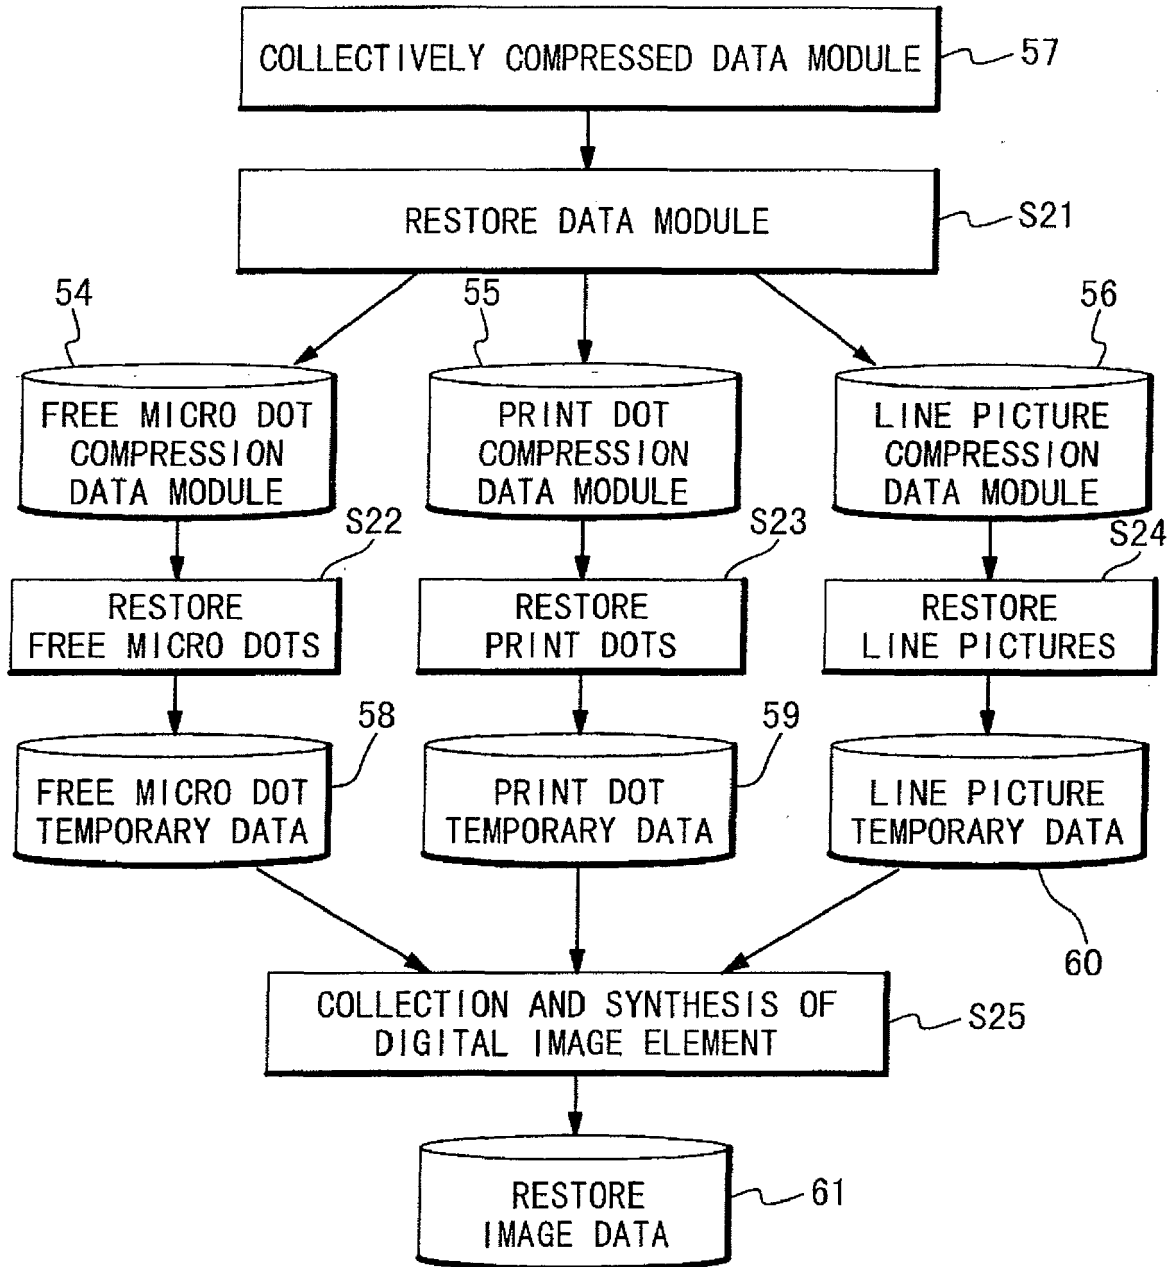 COLLECTIVELY COMPRESSED DATA MODULE
57
RESTORE DATA MODULE
S21
54
55
56
FREE MICRO DOT
COMPRESSION
DATA MODULE
PRINT DOT
COMPRESSION
DATA MODULE
LINE PICTURE
COMPRESSION
DATA MODULE
S22
S23
S24
RESTORE
FREE MICRO DOTS
RESTORE
PRINT DOTS
RESTORE
LINE PICTURES
58
59
FREE MICRO DOT
TEMPORARY DATA
PRINT DOT
TEMPORARY DATA
LINE PICTURE
TEMPORARY DATA
60
COLLECTION AND SYNTHESIS OF
DIGITAL IMAGE ELEMENT
S25
RESTORE
IMAGE DATA
61